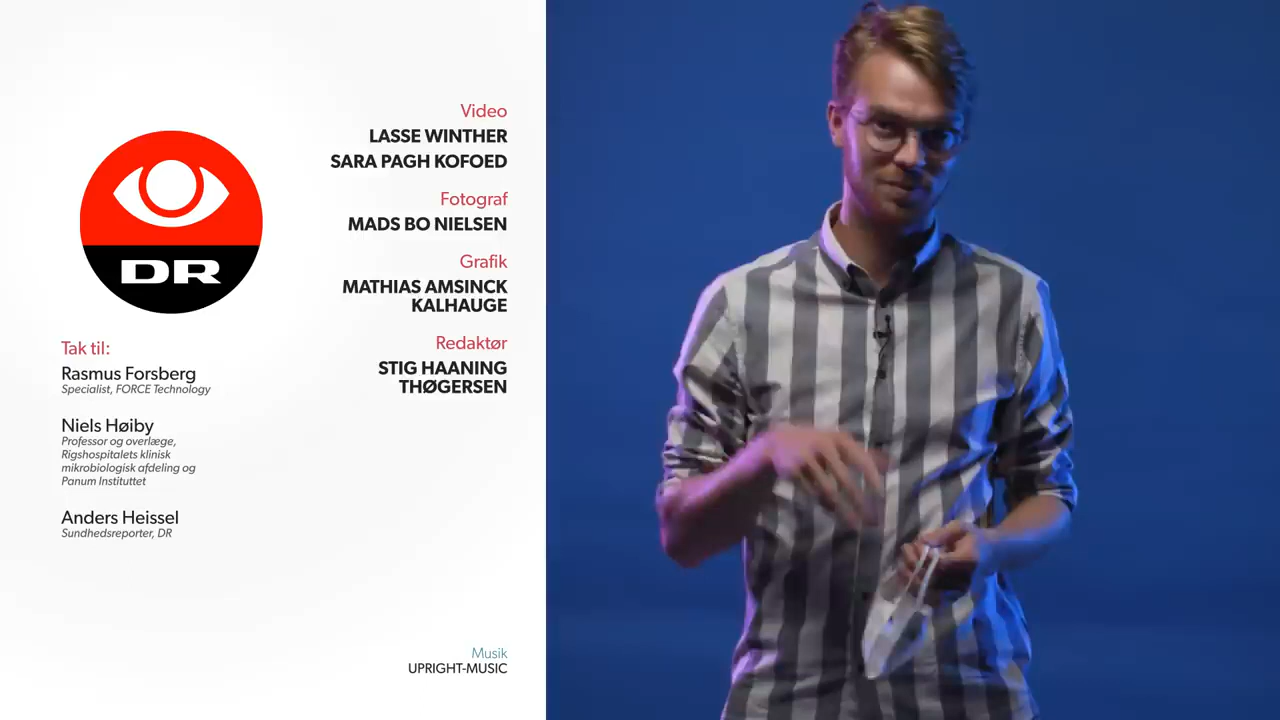 DR
Tak til:
Rasmus Forsberg
Specialist, FORCE Technology
Niels Høiby
Professor og overlæge,
Rigshospitalets klinisk
mikrobiologisk afdeling og
Panum Instituttet
Anders Heissel
Sundhedsreporter, DR
Video
LASSE WINTHER
SARA PAGH KOFOED
Fotograf
MADS BO NIELSEN
Grafik
MATHIAS AMSINCK
KALHAUGE
Redaktør
STIG HAANING
THØGERSEN
Musik
UPRIGHT-MUSIC